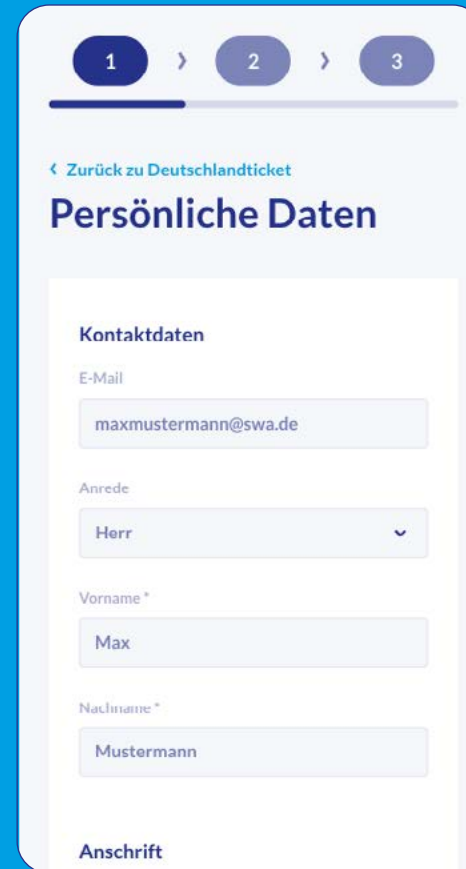 1 › 2 › 3
‹ Zurück zu Deutschlandticket
Persönliche Daten
Kontaktdaten
E-Mail
maxmustermann@swa.de
Anrede
Herr
Vorname *
Max
Nachname *
Mustermann
Anschrift